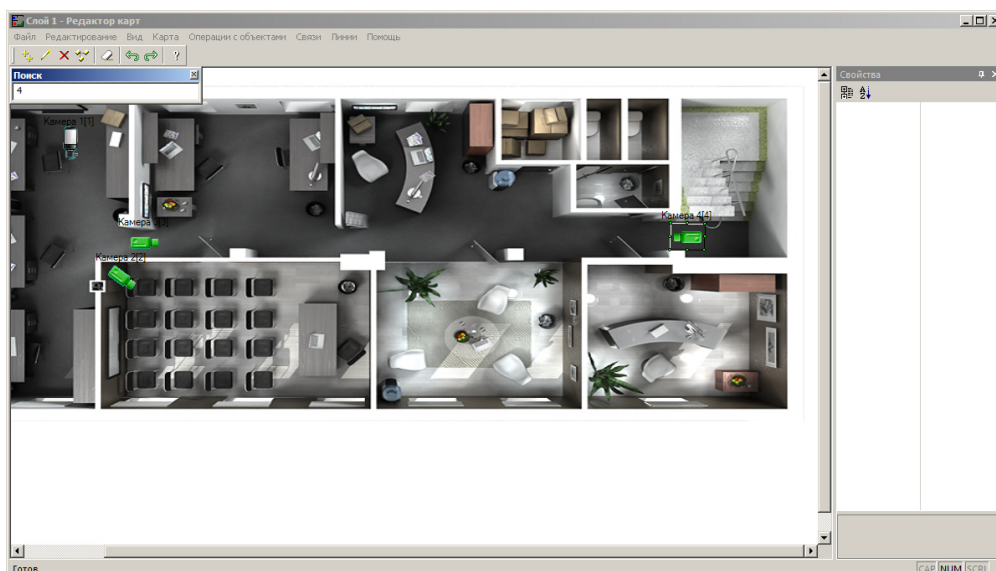 Слой 1 - Редактор карт
Файл Редактирование Вид Карта Операции с объектами Связи Линии Помощь
Поиск
4
Свойства
Камера 1[1]
Камера 3[3]
Камера 4[4]
Камера 2[2]
Готов
CAP NUM SCRL